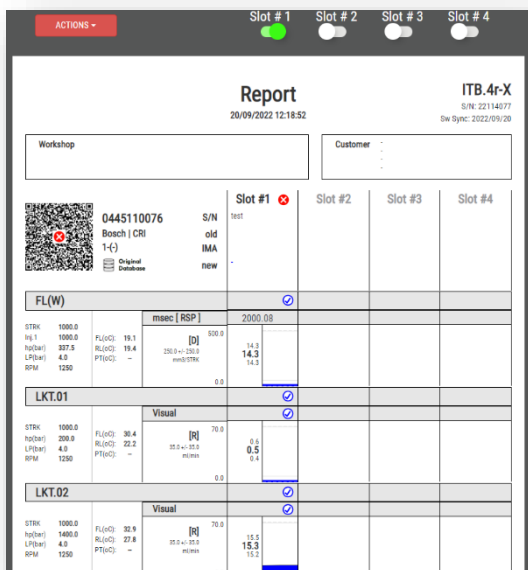 ACTIONS
Slot # 1 Slot # 2 Slot # 3 Slot # 4
Report
20/09/2022 12:18:52
ITB.4r-X
S/N: 22114077
Sw Sync: 2022/09/20
Workshop
Customer
Slot #1 Slot #2 Slot #3 Slot #4
0445110076 S/N test
Bosch | CRI old
1-(-) IMA
Original Database new -
FL(W)
msec [ RSP ] 2000.08
STRK 1000.0
Inj.1 1000.0
hp(bar) 337.5
LP(bar) 4.0
RPM 1250
FL(oC): 19.1
RL(oC): 19.4
PT(oC): –
[D]
250.0 +/- 250.0
mm3/STRK
500.0
0.0
14.3
14.3
14.3
LKT.01
Visual
STRK 1000.0
hp(bar) 200.0
LP(bar) 4.0
RPM 1250
FL(oC): 30.4
RL(oC): 22.2
PT(oC): –
[R]
35.0 +/- 35.0
ml/min
70.0
0.0
0.6
0.5
0.4
LKT.02
Visual
STRK 1000.0
hp(bar) 1400.0
LP(bar) 4.0
RPM 1250
FL(oC): 32.9
RL(oC): 27.8
PT(oC): –
[R]
35.0 +/- 35.0
ml/min
70.0
15.5
15.3
15.2